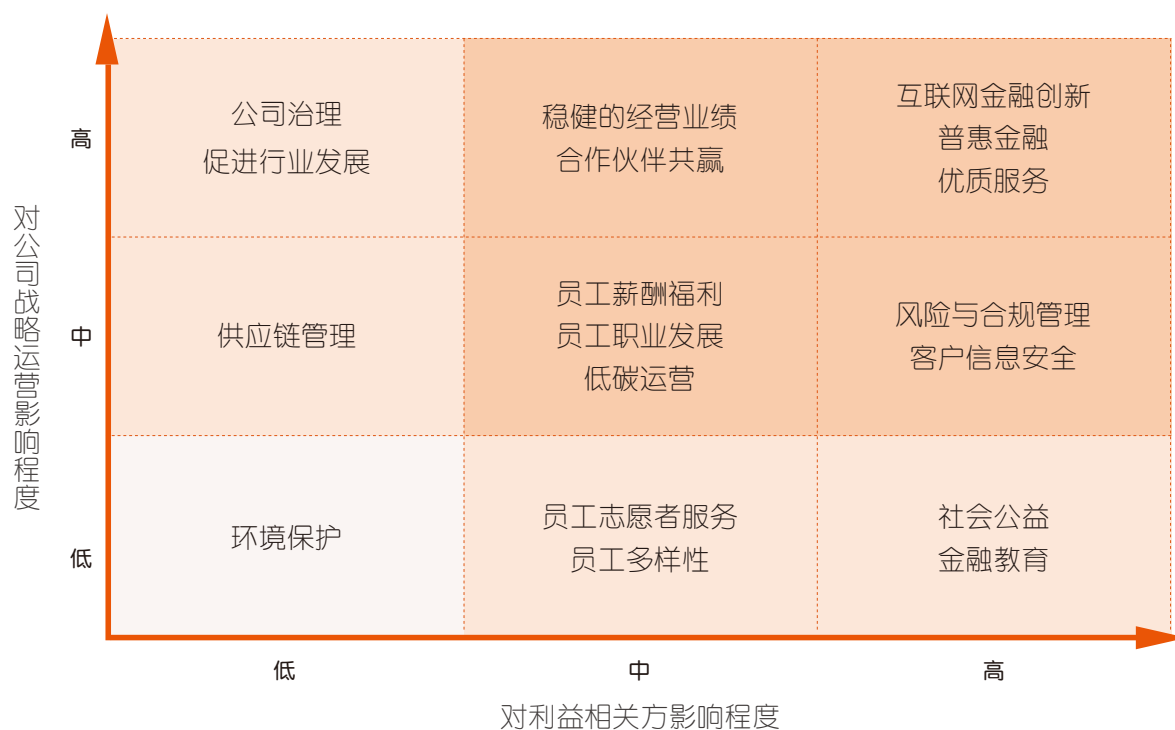 对公司战略运营影响程度
高
公司治理
促进行业发展
稳健的经营业绩
合作伙伴共赢
互联网金融创新
普惠金融
优质服务
中
供应链管理
员工薪酬福利
员工职业发展
低碳运营
风险与合规管理
客户信息安全
低
环境保护
员工志愿者服务
员工多样性
社会公益
金融教育
低
中
高
对利益相关方影响程度